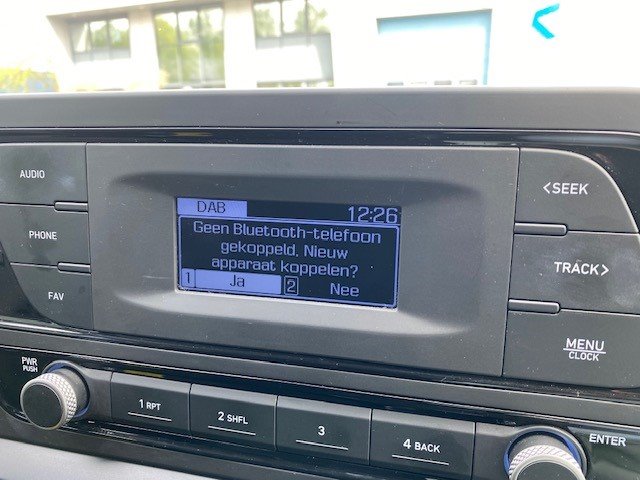 AUDIO
PHONE
FAV
DAB
12:26
Geen Bluetooth-telefoon
gekoppeld. Nieuw
apparaat koppelen?
1 Ja 2 Nee
<SEEK
TRACK>
MENU
CLOCK
PWR
PUSH
1 RPT
2 SHFL
3
4 BACK
ENTER